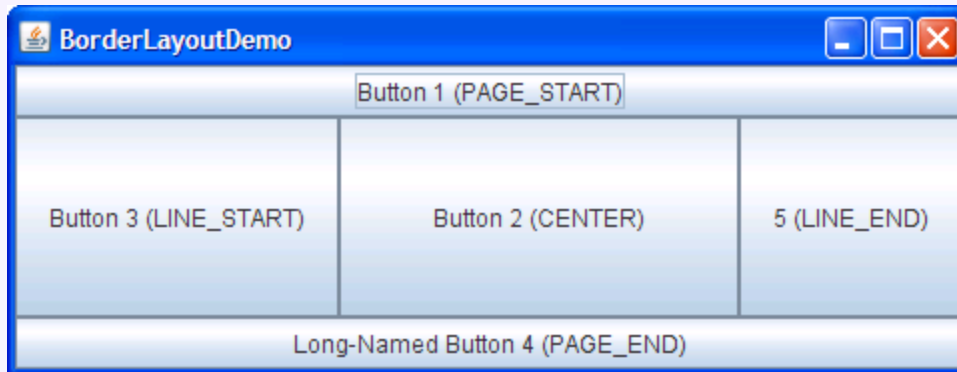 BorderLayoutDemo
Button 1 (PAGE_START)
Button 3 (LINE_START)
Button 2 (CENTER)
5 (LINE_END)
Long-Named Button 4 (PAGE_END)